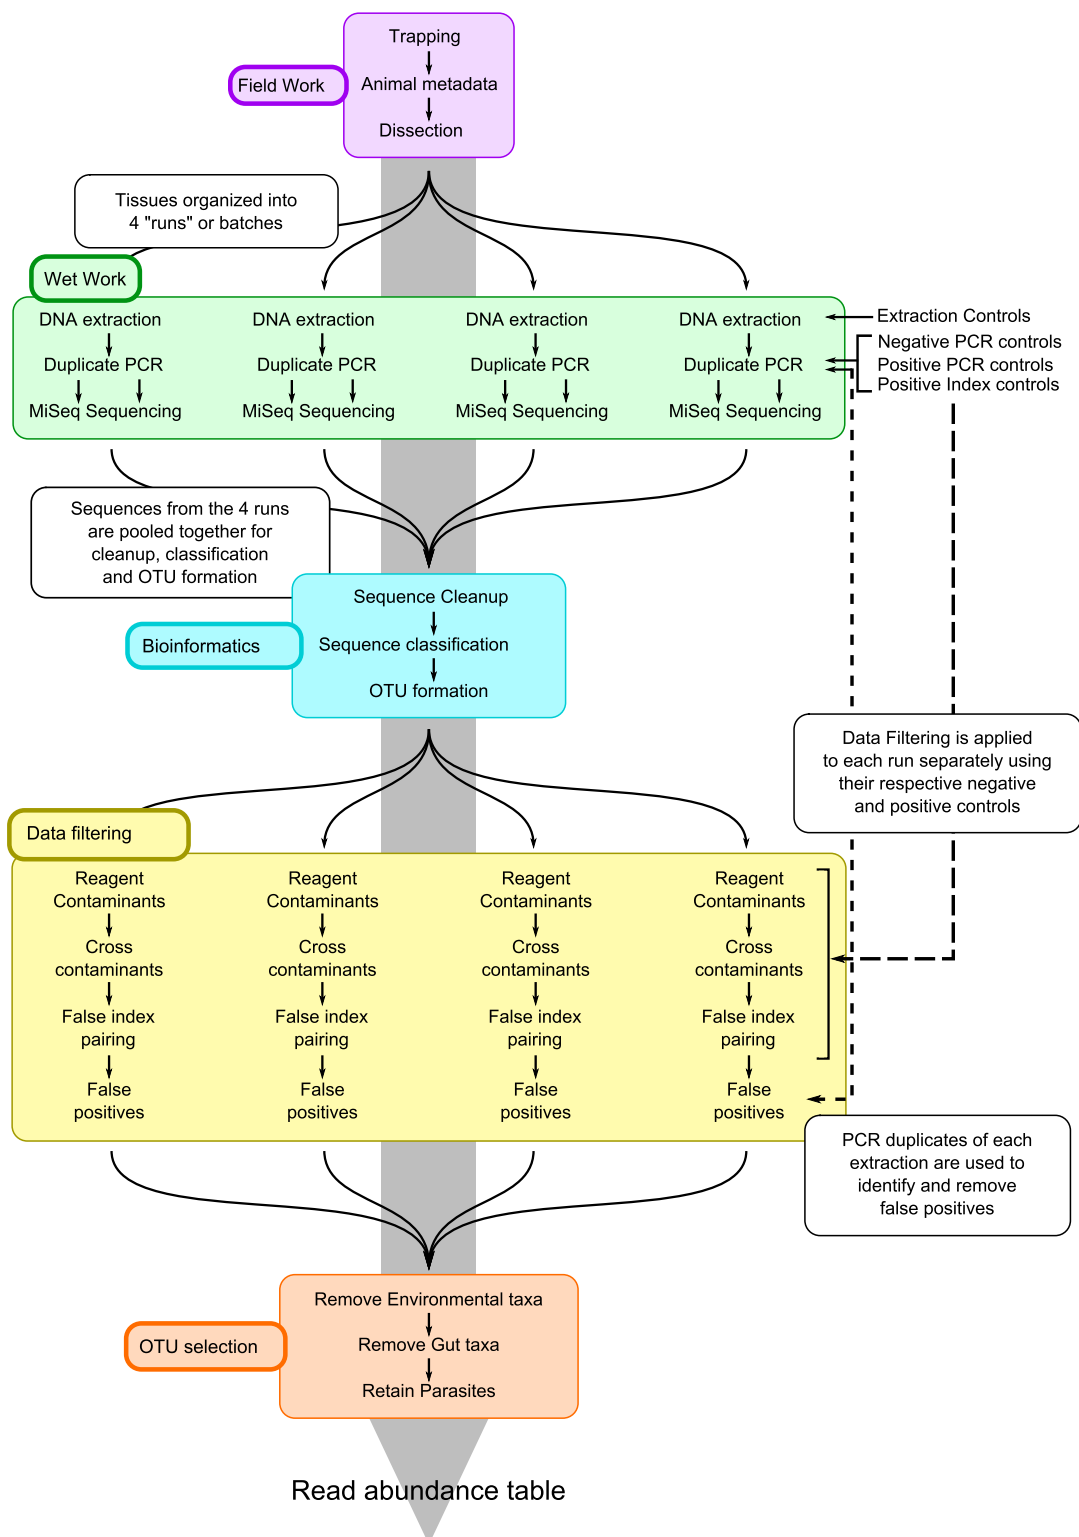 Trapping
Field Work
Animal metadata
Dissection
Tissues organized into
4 "runs" or batches
Wet Work
DNA extraction
DNA extraction
DNA extraction
DNA extraction
Extraction Controls
Negative PCR controls
Duplicate PCR
Duplicate PCR
Duplicate PCR
Duplicate PCR
Positive PCR controls
Positive Index controls
MiSeq Sequencing
MiSeq Sequencing
MiSeq Sequencing
MiSeq Sequencing
Sequences from the 4 runs
are pooled together for
cleanup, classification
and OTU formation
Sequence Cleanup
Bioinformatics
Sequence classification
OTU formation
Data Filtering is applied
to each run separately using
their respective negative
and positive controls
Data filtering
Reagent
Contaminants
Reagent
Contaminants
Reagent
Contaminants
Reagent
Contaminants
Cross
contaminants
Cross
contaminants
Cross
contaminants
Cross
contaminants
False index
pairing
False index
pairing
False index
pairing
False index
pairing
False
positives
False
positives
False
positives
False
positives
PCR duplicates of each
extraction are used to
identify and remove
false positives
Remove Environmental taxa
OTU selection
Remove Gut taxa
Retain Parasites
Read abundance table